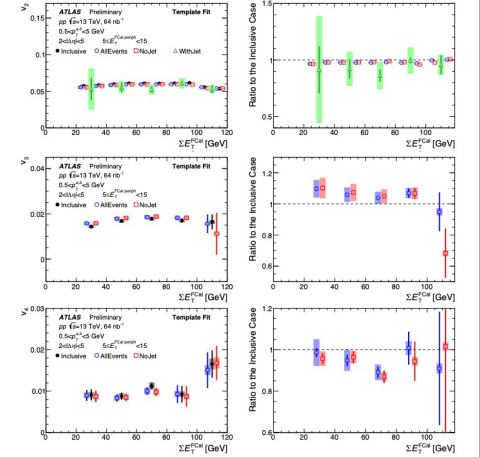 v2
ATLAS Preliminary Template Fit
pp √s=13 TeV, 64 nb⁻¹
0.5<p_T^{a,b}<5 GeV
2<|Δη|<5 5≤E_T^{FCal periph}<15
Inclusive AllEvents NoJet WithJet
0.15
0.1
0.05
0
0 20 40 60 80 100 120
ΣE_T^{FCal} [GeV]
Ratio to the Inclusive Case
1.5
1
0.5
0 20 40 60 80 100
ΣE_T^{FCal} [GeV]
v3
ATLAS Preliminary Template Fit
pp √s=13 TeV, 64 nb⁻¹
0.5<p_T^{a,b}<5 GeV
2<|Δη|<5 5≤E_T^{FCal periph}<15
Inclusive AllEvents NoJet
0.04
0.02
0
0 20 40 60 80 100 120
ΣE_T^{FCal} [GeV]
Ratio to the Inclusive Case
1.2
1
0.8
0.6
0 20 40 60 80 100
ΣE_T^{FCal} [GeV]
v4
ATLAS Preliminary Template Fit
pp √s=13 TeV, 64 nb⁻¹
0.5<p_T^{a,b}<5 GeV
2<|Δη|<5 5≤E_T^{FCal periph}<15
Inclusive AllEvents NoJet
0.03
0.02
0.01
0
0 20 40 60 80 100 120
ΣE_T^{FCal} [GeV]
Ratio to the Inclusive Case
1
0.8
0.6
0 20 40 60 80 100
ΣE_T^{FCal} [GeV]